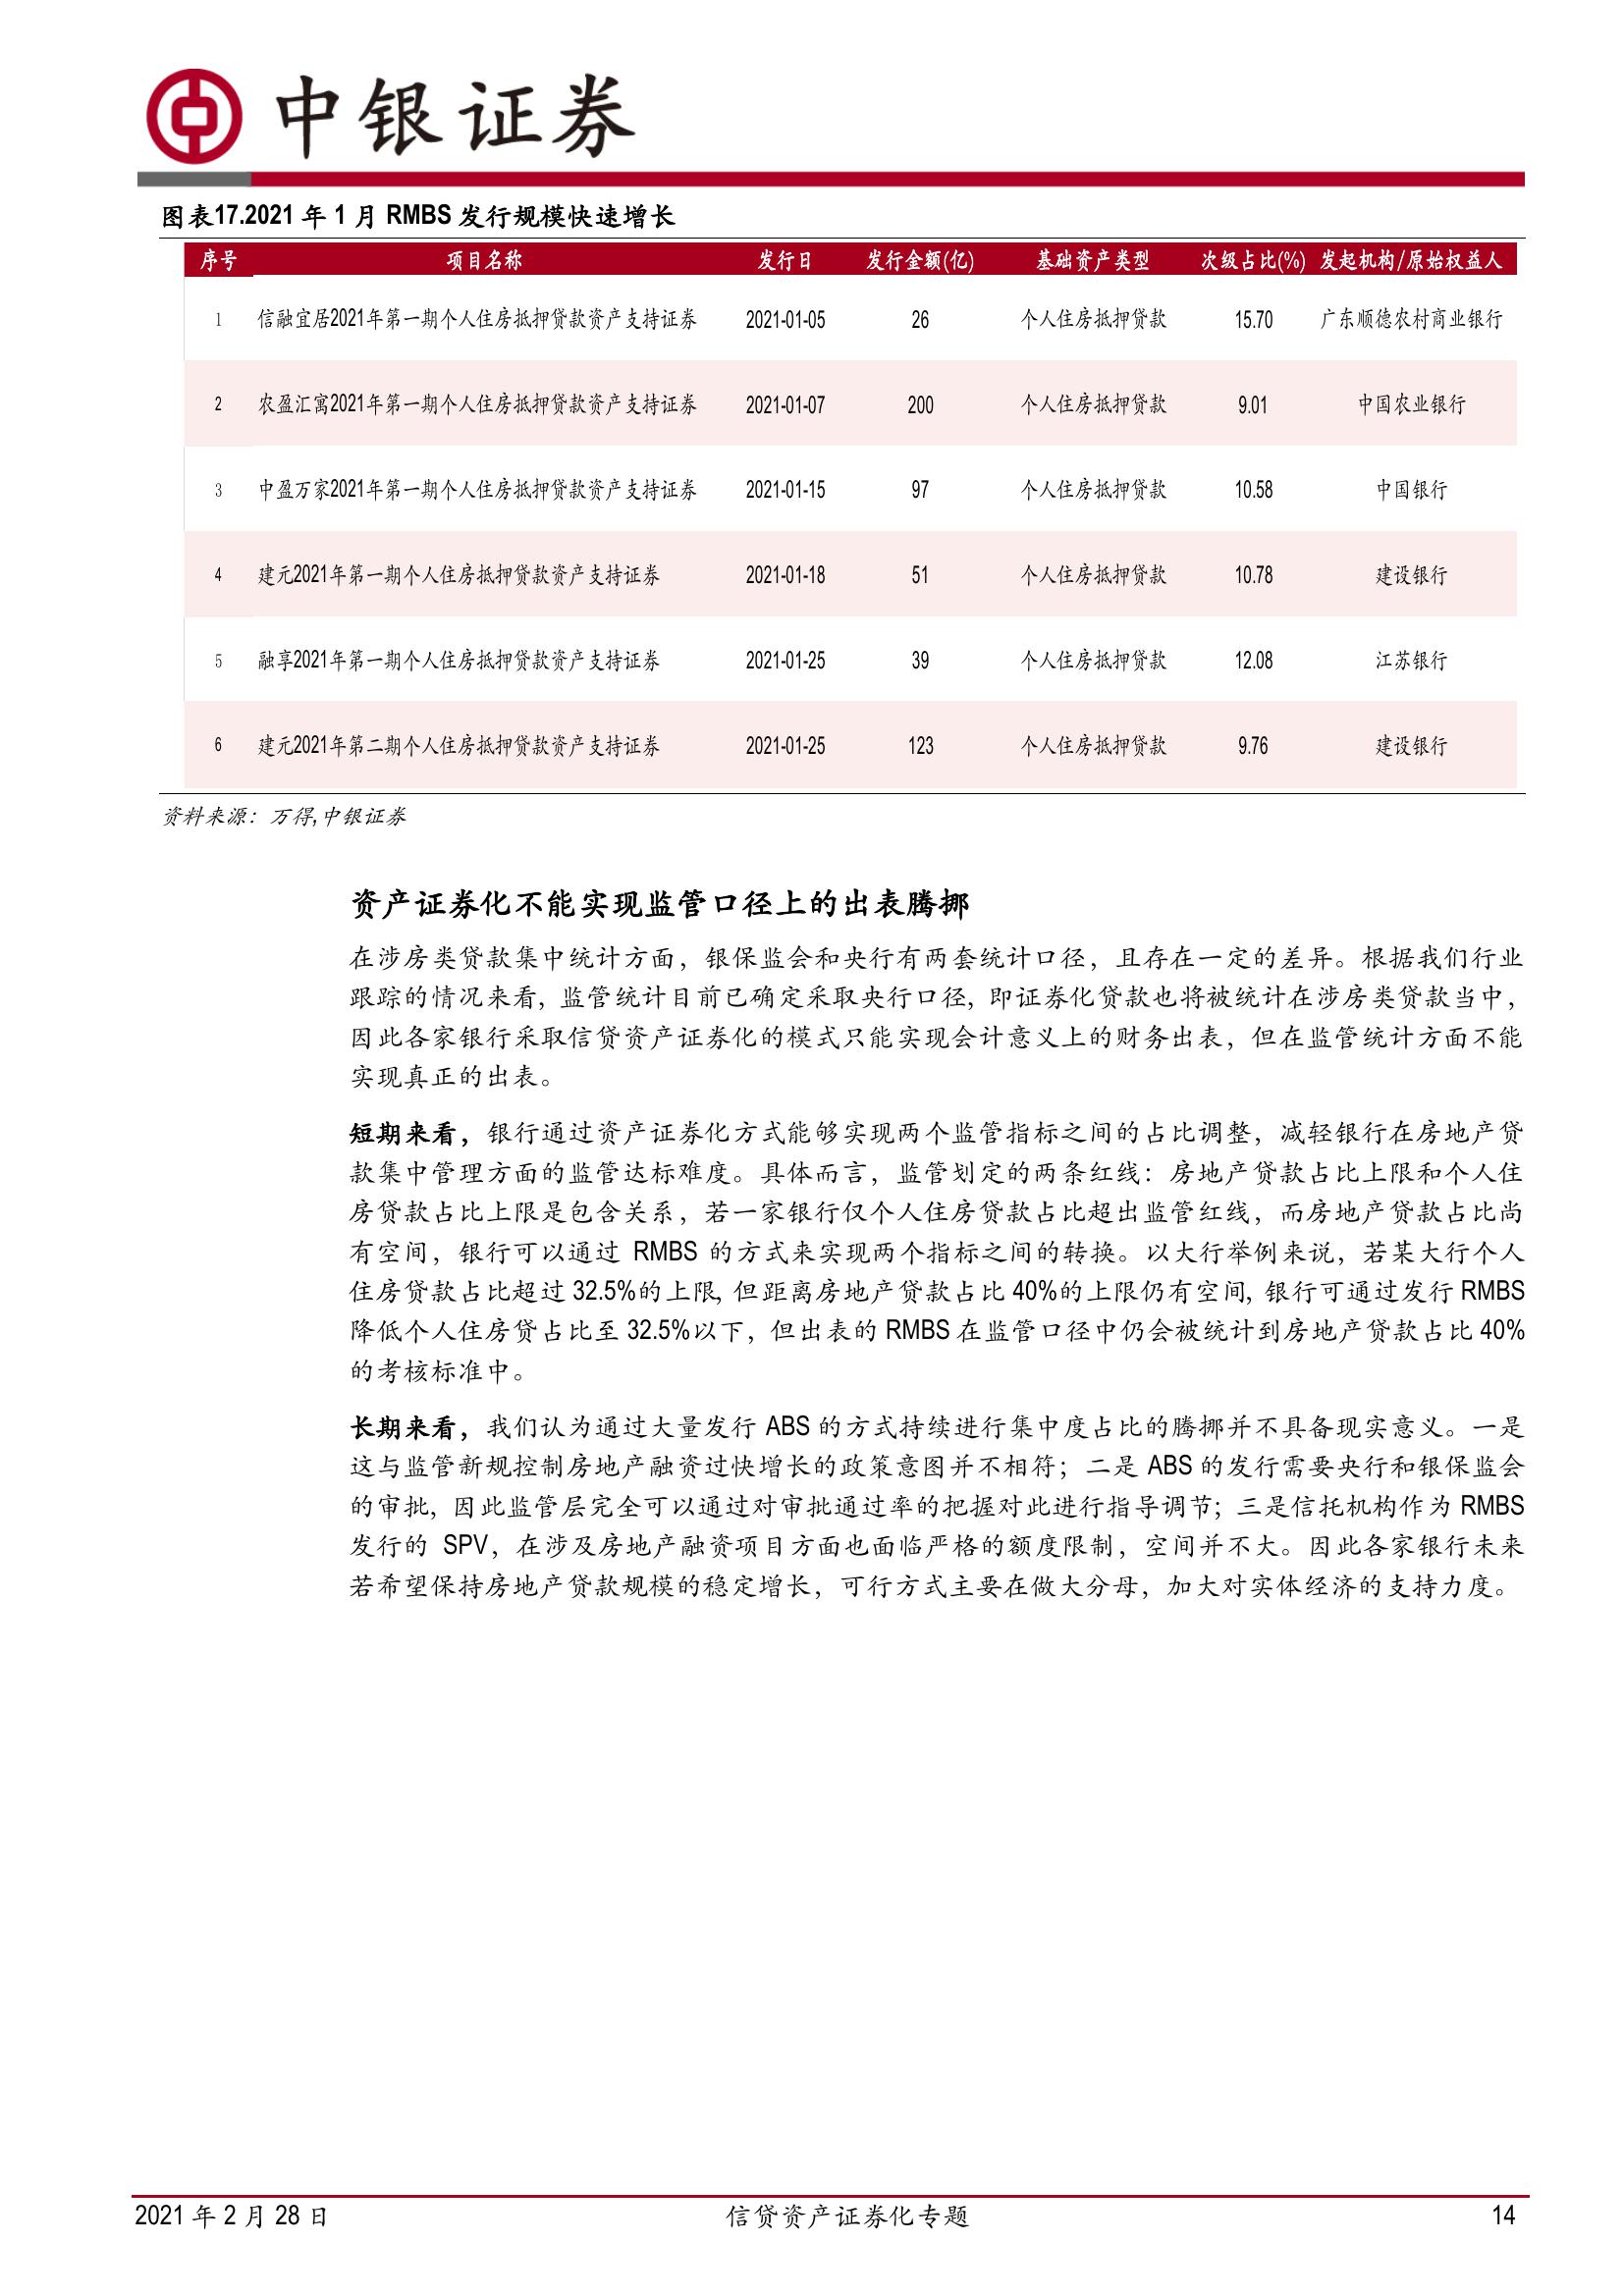 中银证券
图表17.2021 年 1 月 RMBS 发行规模快速增长
序号 项目名称 发行日 发行金额(亿) 基础资产类型 次级占比(%) 发起机构/原始权益人
1 信融宜居2021年第一期个人住房抵押贷款资产支持证券 2021-01-05 26 个人住房抵押贷款 15.70 广东顺德农村商业银行
2 农盈汇寓2021年第一期个人住房抵押贷款资产支持证券 2021-01-07 200 个人住房抵押贷款 9.01 中国农业银行
3 中盈万家2021年第一期个人住房抵押贷款资产支持证券 2021-01-15 97 个人住房抵押贷款 10.58 中国银行
4 建元2021年第一期个人住房抵押贷款资产支持证券 2021-01-18 51 个人住房抵押贷款 10.78 建设银行
5 融享2021年第一期个人住房抵押贷款资产支持证券 2021-01-25 39 个人住房抵押贷款 12.08 江苏银行
6 建元2021年第二期个人住房抵押贷款资产支持证券 2021-01-25 123 个人住房抵押贷款 9.76 建设银行
资料来源：万得,中银证券
资产证券化不能实现监管口径上的出表腾挪
在涉房类贷款集中统计方面，银保监会和央行有两套统计口径，且存在一定的差异。根据我们行业
跟踪的情况来看，监管统计目前已确定采取央行口径，即证券化贷款也将被统计在涉房类贷款当中，
因此各家银行采取信贷资产证券化的模式只能实现会计意义上的财务出表，但在监管统计方面不能
实现真正的出表。
短期来看，银行通过资产证券化方式能够实现两个监管指标之间的占比调整，减轻银行在房地产贷
款集中管理方面的监管达标难度。具体而言，监管划定的两条红线：房地产贷款占比上限和个人住
房贷款占比上限是包含关系，若一家银行仅个人住房贷款占比超出监管红线，而房地产贷款占比尚
有空间，银行可以通过 RMBS 的方式来实现两个指标之间的转换。以大行举例来说，若某大行个人
住房贷款占比超过 32.5%的上限，但距离房地产贷款占比 40%的上限仍有空间，银行可通过发行 RMBS
降低个人住房贷占比至 32.5%以下，但出表的 RMBS 在监管口径中仍会被统计到房地产贷款占比 40%
的考核标准中。
长期来看，我们认为通过大量发行 ABS 的方式持续进行集中度占比的腾挪并不具备现实意义。一是
这与监管新规控制房地产融资过快增长的政策意图并不相符；二是 ABS 的发行需要央行和银保监会
的审批，因此监管层完全可以通过对审批通过率的把握对此进行指导调节；三是信托机构作为 RMBS
发行的 SPV，在涉及房地产融资项目方面也面临严格的额度限制，空间并不大。因此各家银行未来
若希望保持房地产贷款规模的稳定增长，可行方式主要在做大分母，加大对实体经济的支持力度。
2021 年 2 月 28 日 信贷资产证券化专题 14